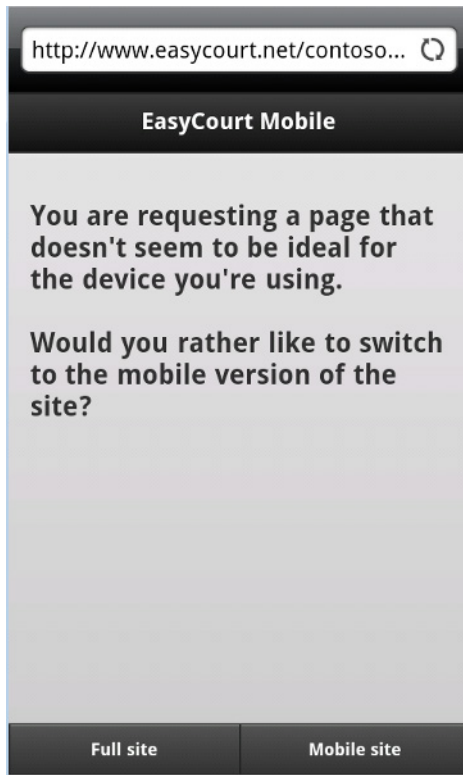 http://www.easycourt.net/contoso...
EasyCourt Mobile
You are requesting a page that
doesn't seem to be ideal for
the device you're using.
Would you rather like to switch
to the mobile version of the
site?
Full site
Mobile site